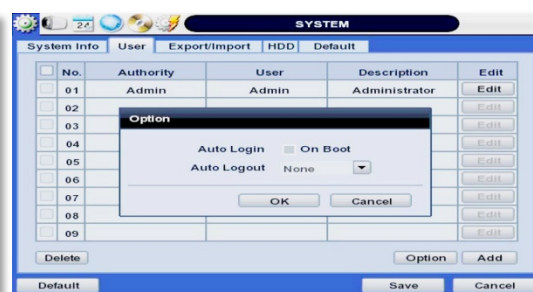 24
SYSTEM
System Info User Export/Import HDD Default
No. Authority User Description Edit
01 Admin Admin Administrator Edit
02 Edit
03 Edit
04 Edit
05 Edit
06 Edit
07 Edit
08 Edit
09 Edit
Option
Auto Login On Boot
Auto Logout None
OK Cancel
Delete Option Add
Default Save Cancel